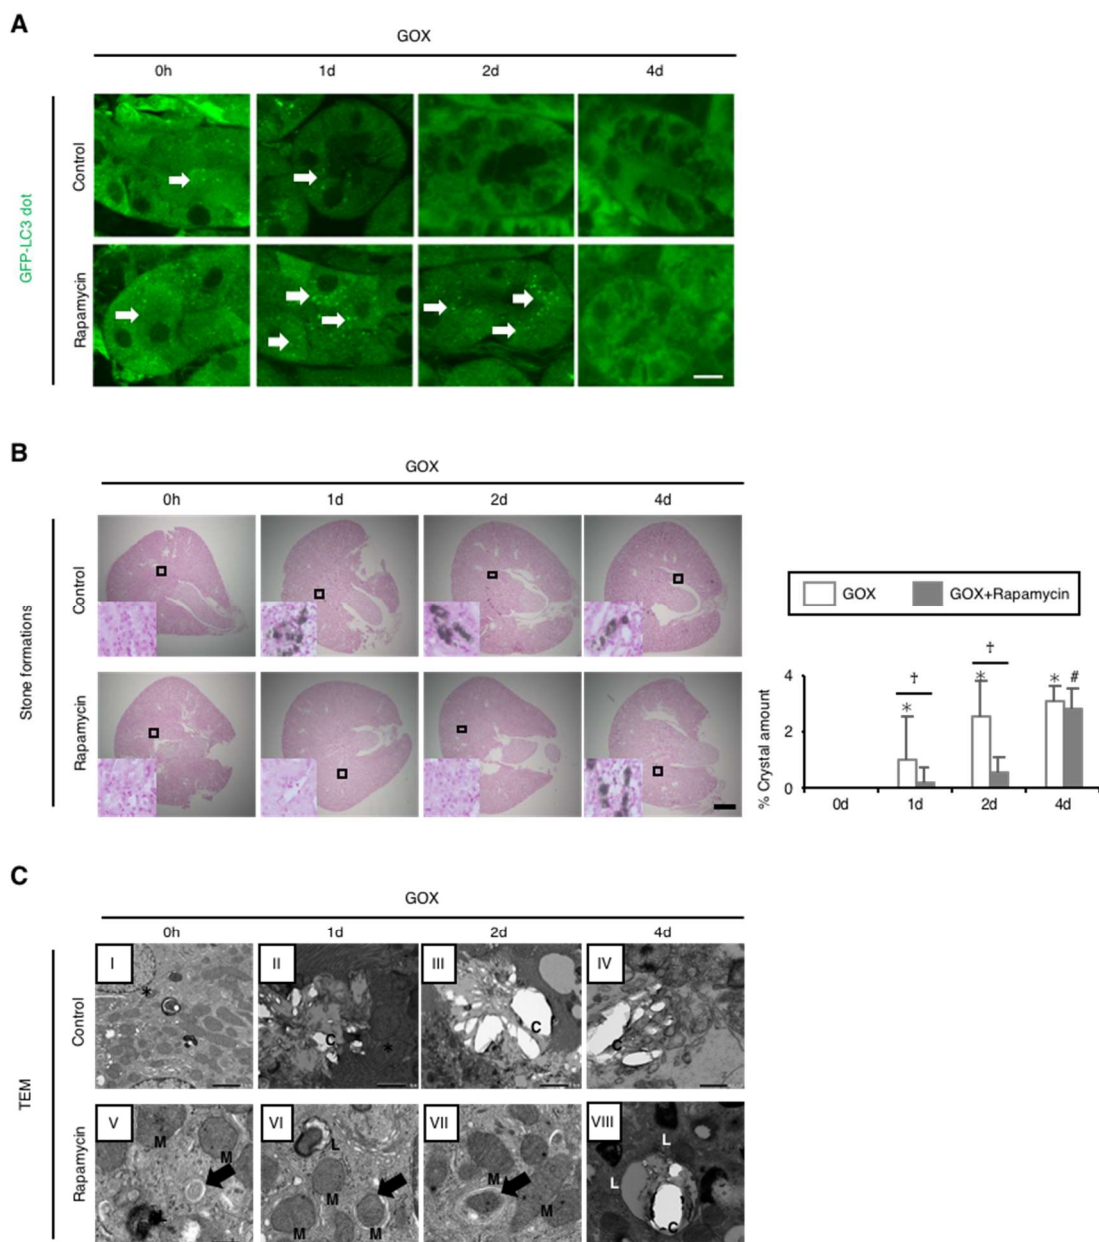 A
GOX
0h 1d 2d 4d
GFP-LC3 dot
Control
Rapamycin
B
GOX
0h 1d 2d 4d
Stone formations
Control
Rapamycin
GOX GOX+Rapamycin
% Crystal amount
4
2
0
† †
* * * #
0d 1d 2d 4d
C
GOX
0h 1d 2d 4d
TEM
Control
I II III IV
* C * C C
Rapamycin
V VI VII VIII
M M L M M M M M L L C